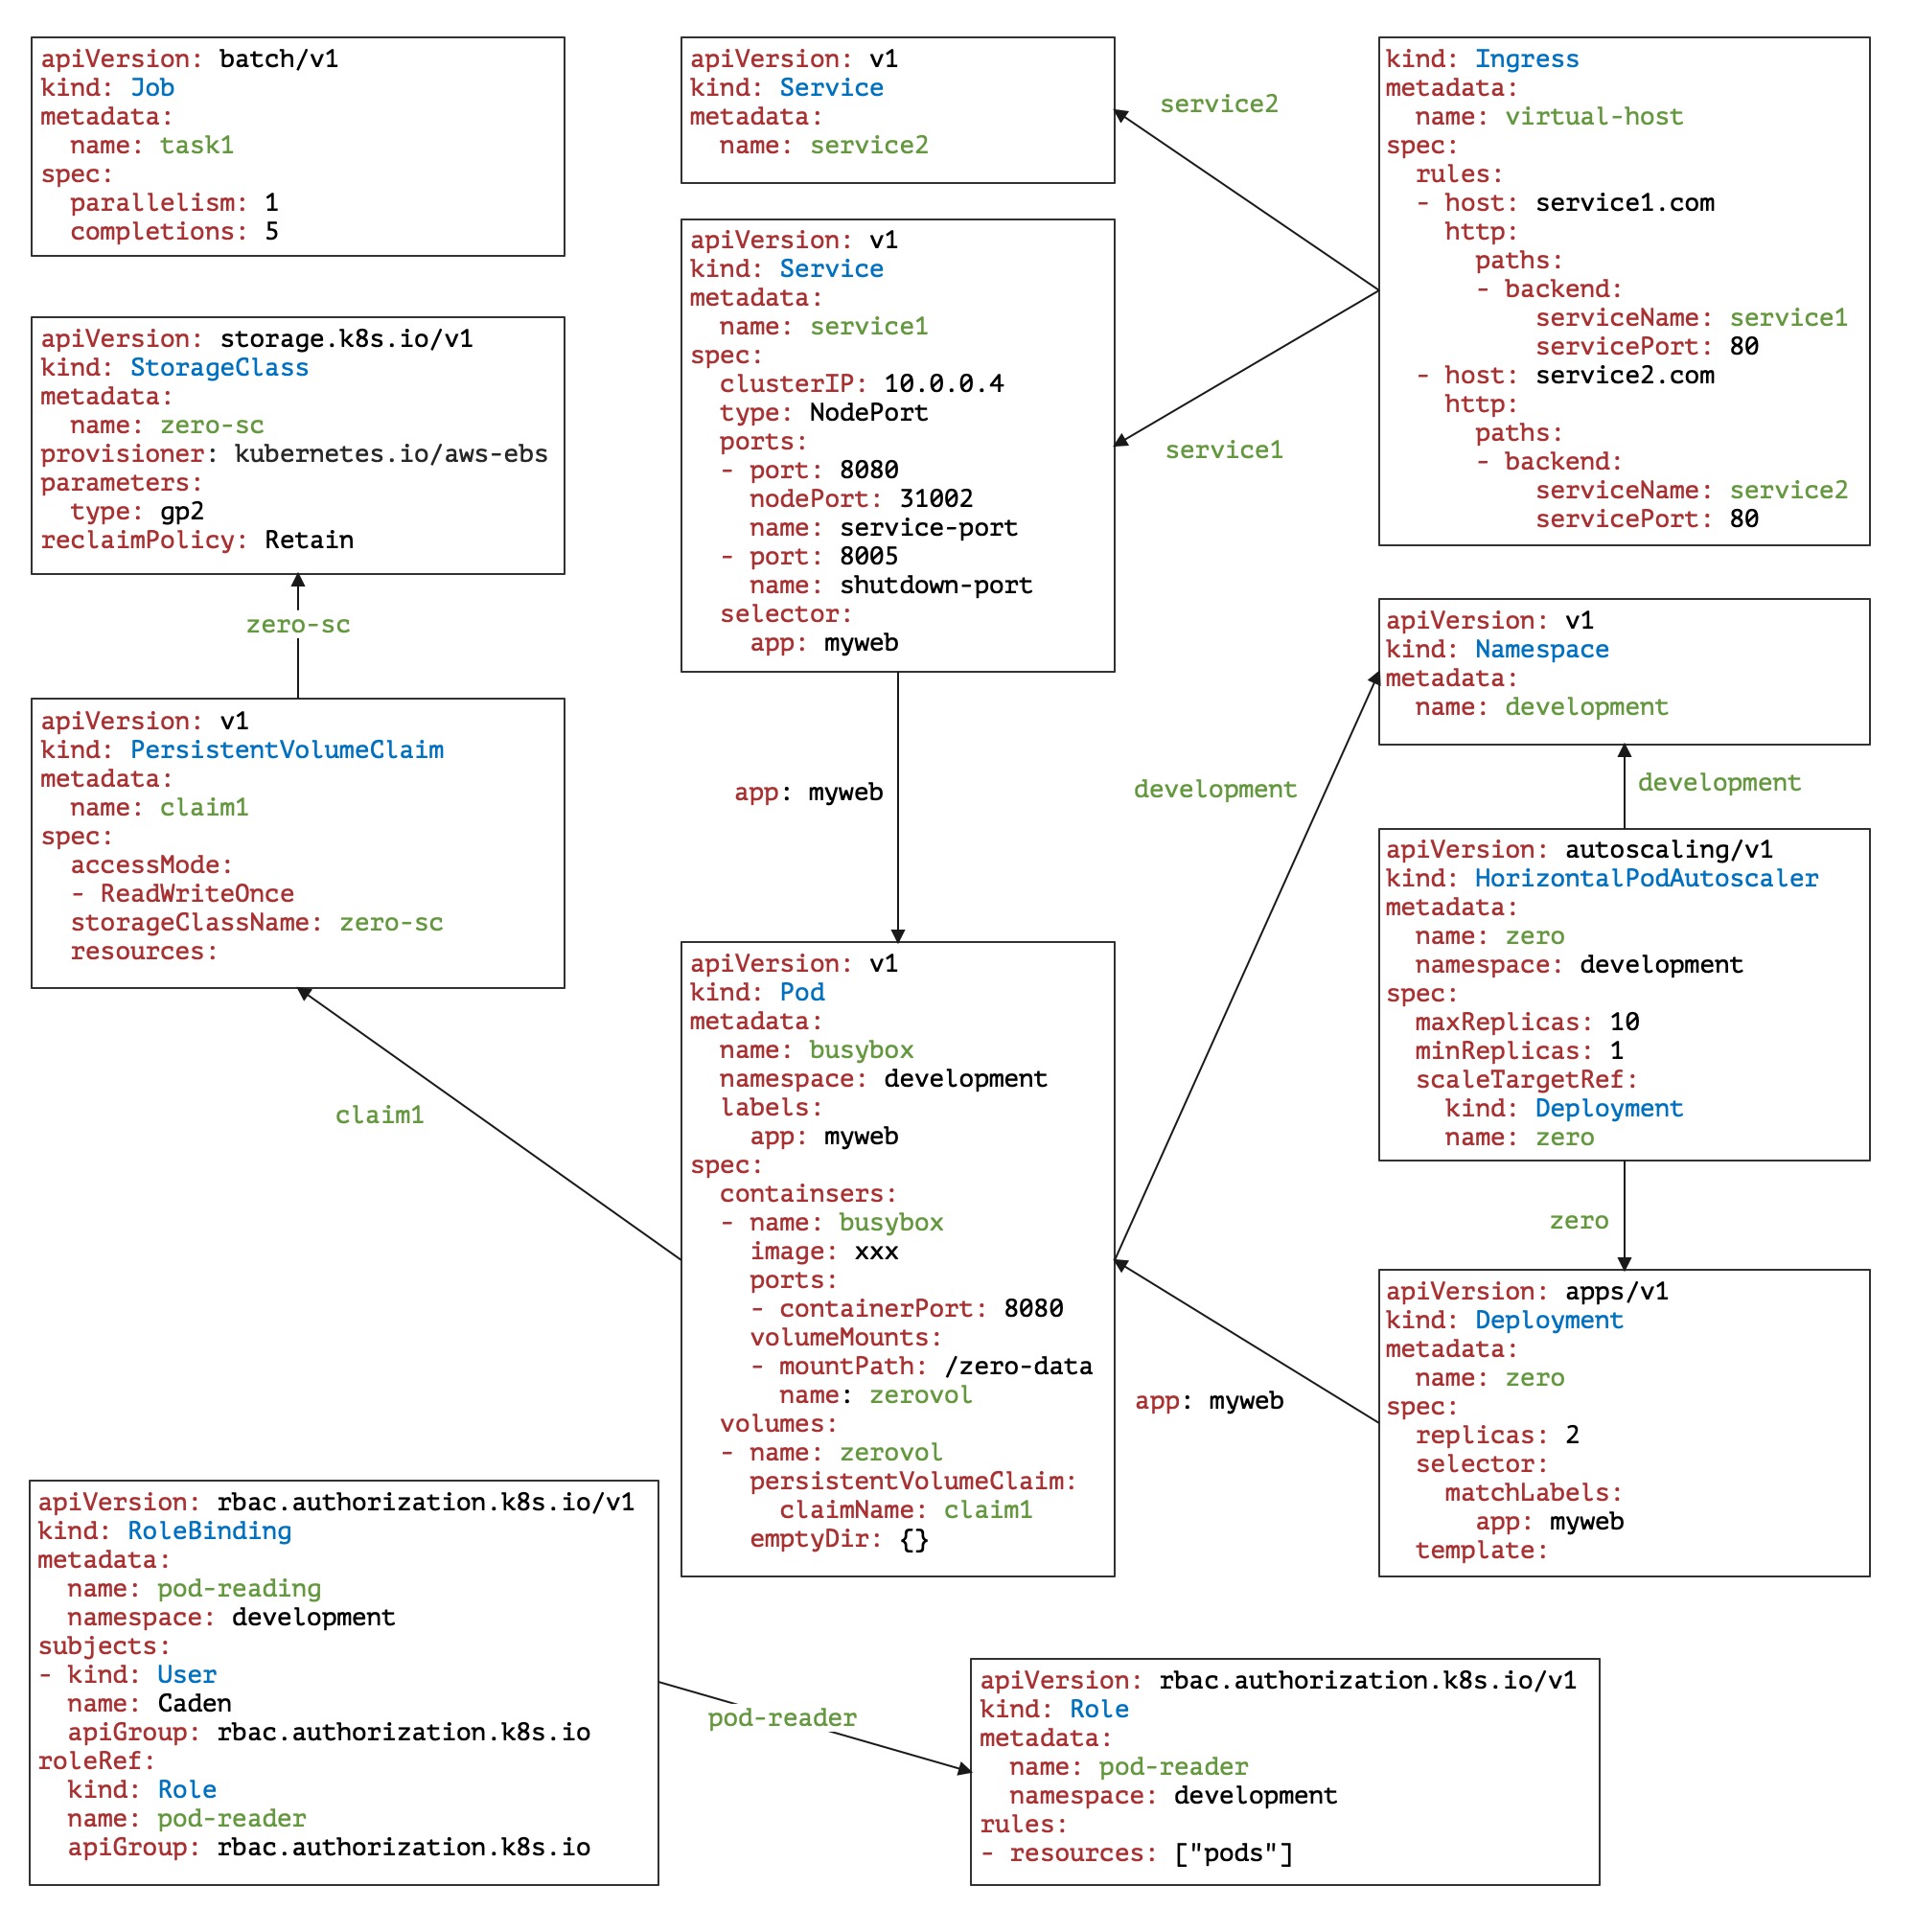 apiVersion: batch/v1
kind: Job
metadata:
  name: task1
spec:
  parallelism: 1
  completions: 5
apiVersion: storage.k8s.io/v1
kind: StorageClass
metadata:
  name: zero-sc
provisioner: kubernetes.io/aws-ebs
parameters:
  type: gp2
reclaimPolicy: Retain
zero-sc
apiVersion: v1
kind: PersistentVolumeClaim
metadata:
  name: claim1
spec:
  accessMode:
  - ReadWriteOnce
  storageClassName: zero-sc
  resources:
claim1
apiVersion: v1
kind: Service
metadata:
  name: service2
service2
apiVersion: v1
kind: Service
metadata:
  name: service1
spec:
  clusterIP: 10.0.0.4
  type: NodePort
  ports:
  - port: 8080
    nodePort: 31002
    name: service-port
  - port: 8005
    name: shutdown-port
  selector:
    app: myweb
service1
app: myweb
apiVersion: v1
kind: Pod
metadata:
  name: busybox
  namespace: development
  labels:
    app: myweb
spec:
  containsers:
  - name: busybox
    image: xxx
    ports:
    - containerPort: 8080
    volumeMounts:
    - mountPath: /zero-data
      name: zerovol
  volumes:
  - name: zerovol
    persistentVolumeClaim:
      claimName: claim1
    emptyDir: {}
kind: Ingress
metadata:
  name: virtual-host
spec:
  rules:
  - host: service1.com
    http:
      paths:
      - backend:
          serviceName: service1
          servicePort: 80
  - host: service2.com
    http:
      paths:
      - backend:
          serviceName: service2
          servicePort: 80
apiVersion: v1
kind: Namespace
metadata:
  name: development
development
development
apiVersion: autoscaling/v1
kind: HorizontalPodAutoscaler
metadata:
  name: zero
  namespace: development
spec:
  maxReplicas: 10
  minReplicas: 1
  scaleTargetRef:
    kind: Deployment
    name: zero
zero
apiVersion: apps/v1
kind: Deployment
metadata:
  name: zero
spec:
  replicas: 2
  selector:
    matchLabels:
      app: myweb
  template:
app: myweb
apiVersion: rbac.authorization.k8s.io/v1
kind: RoleBinding
metadata:
  name: pod-reading
  namespace: development
subjects:
- kind: User
  name: Caden
  apiGroup: rbac.authorization.k8s.io
roleRef:
  kind: Role
  name: pod-reader
  apiGroup: rbac.authorization.k8s.io
pod-reader
apiVersion: rbac.authorization.k8s.io/v1
kind: Role
metadata:
  name: pod-reader
  namespace: development
rules:
- resources: ["pods"]